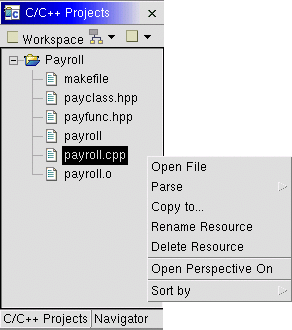 C/C++ Projects
Workspace
Payroll
makefile
payclass.hpp
payfunc.hpp
payroll
payroll.cpp
payroll.o
Open File
Parse
Copy to...
Rename Resource
Delete Resource
Open Perspective On
Sort by
C/C++ Projects Navigator